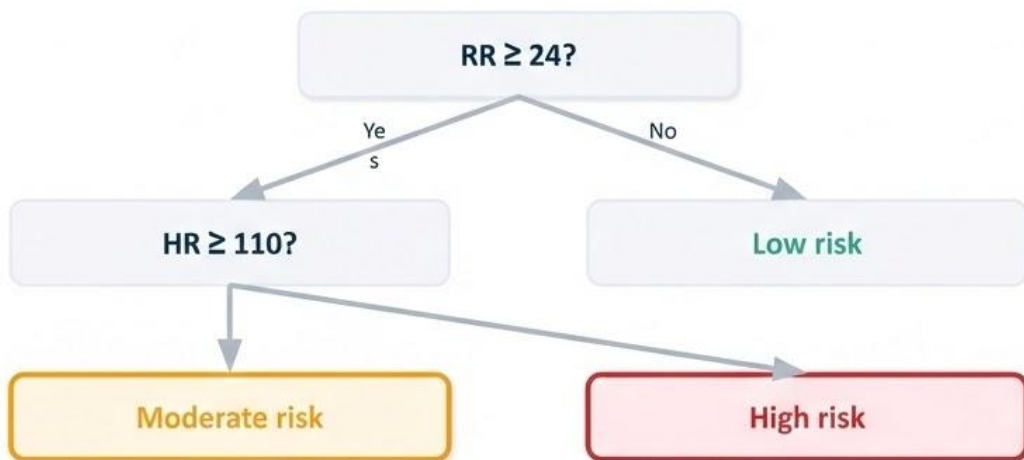 RR ≥ 24?
Ye
s
No
HR ≥ 110?
Low risk
Moderate risk
High risk